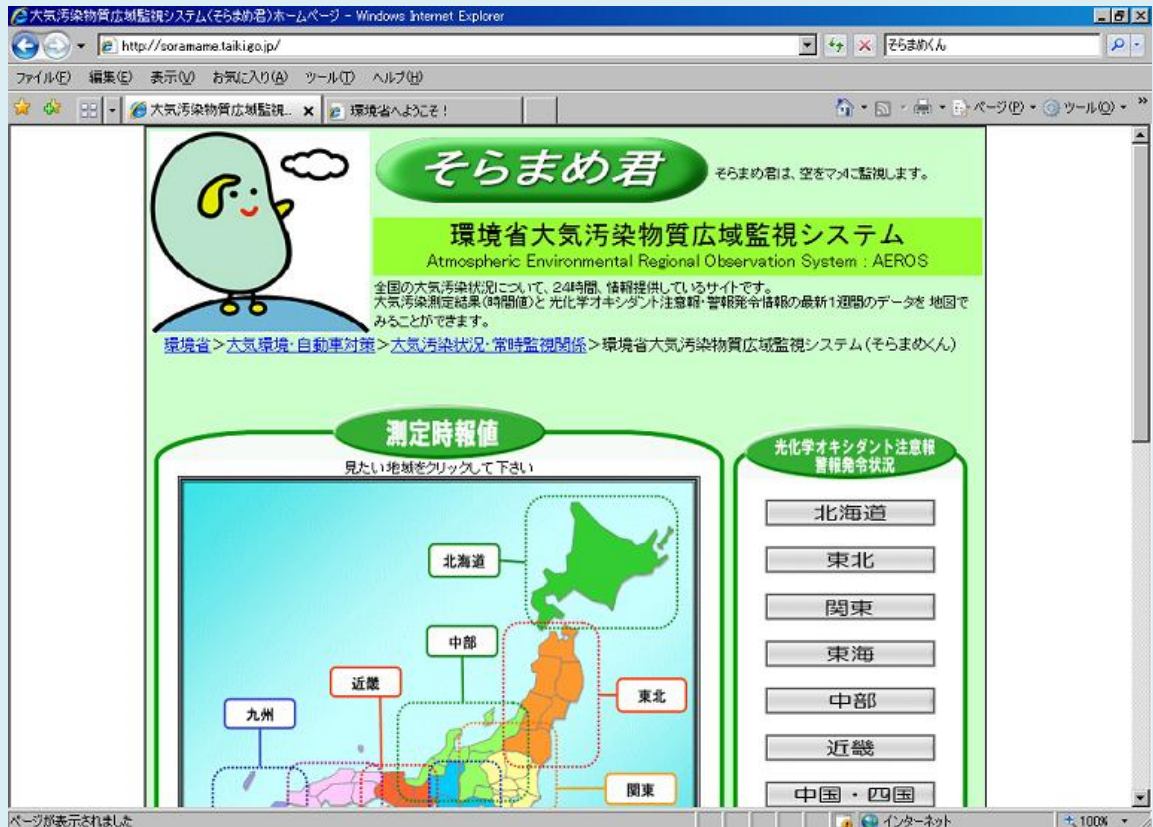 大気汚染物質広域監視システム(そらまめ君)ホームページ - Windows Internet Explorer
http://soramame.taiki.go.jp/
そらまめくん
ファイル(F) 編集(E) 表示(V) お気に入り(A) ツール(T) ヘルプ(H)
大気汚染物質広域監視...
環境省へようこそ!
ページ(P)
ツール(O)
そらまめ君
そらまめ君は、空をマメに監視します。
環境省大気汚染物質広域監視システム
Atmospheric Environmental Regional Observation System : AEROS
全国の大気汚染状況について、24時間、情報提供しているサイトです。
大気汚染測定結果(時間値)と光化学オキシダント注意報・警報発令情報の最新1週間のデータを地図で
みることができます。
環境省>大気環境・自動車対策>大気汚染状況・常時監視関係>環境省大気汚染物質広域監視システム(そらまめくん)
測定時報値
見たい地域をクリックして下さい
北海道
中部
近畿
東北
九州
関東
光化学オキシダント注意報
警報発令状況
北海道
東北
関東
東海
中部
近畿
中国・四国
ページが表示されました
インターネット
100%